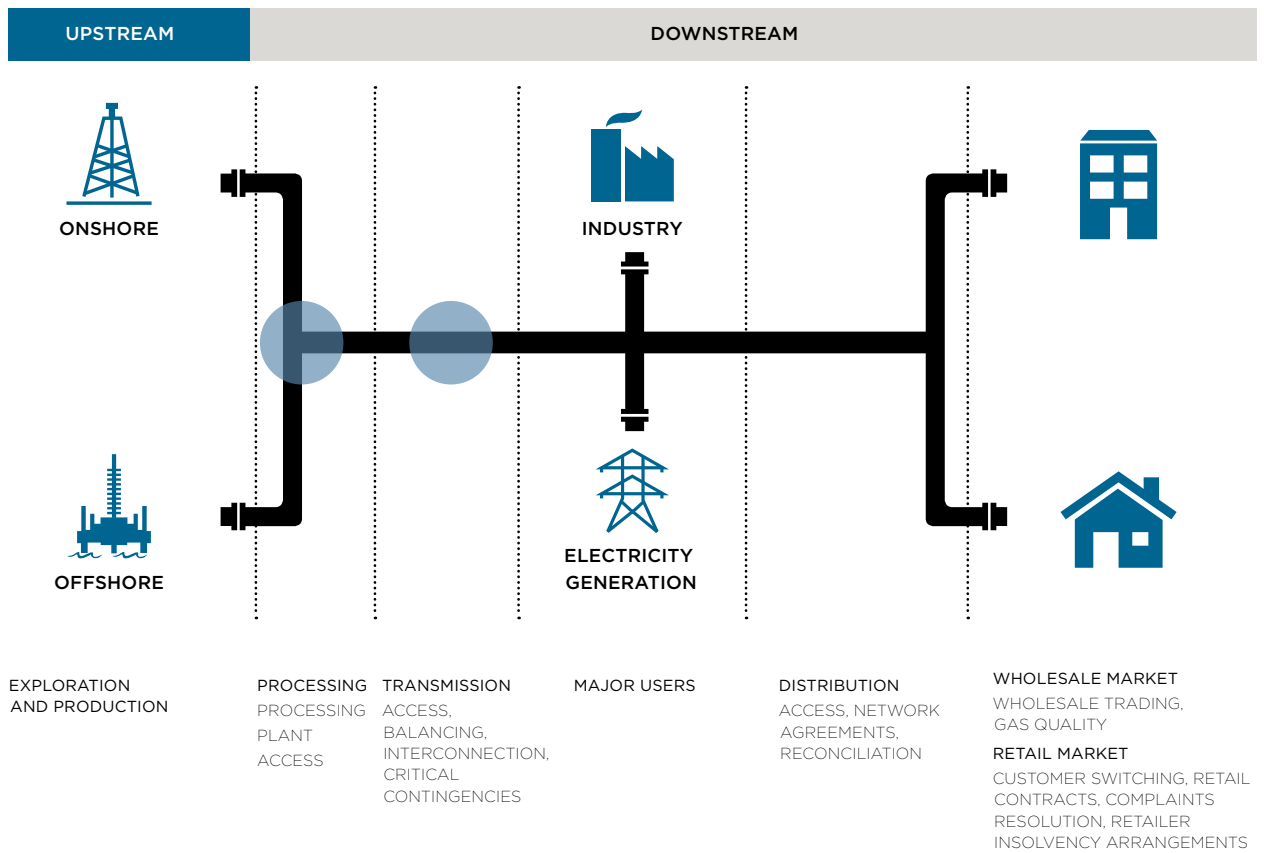 UPSTREAM
DOWNSTREAM
ONSHORE
INDUSTRY
OFFSHORE
ELECTRICITY
GENERATION
EXPLORATION
AND PRODUCTION
PROCESSING
PROCESSING
PLANT
ACCESS
TRANSMISSION
ACCESS,
BALANCING,
INTERCONNECTION,
CRITICAL
CONTINGENCIES
MAJOR USERS
DISTRIBUTION
ACCESS, NETWORK
AGREEMENTS,
RECONCILIATION
WHOLESALE MARKET
WHOLESALE TRADING,
GAS QUALITY
RETAIL MARKET
CUSTOMER SWITCHING, RETAIL
CONTRACTS, COMPLAINTS
RESOLUTION, RETAILER
INSOLVENCY ARRANGEMENTS